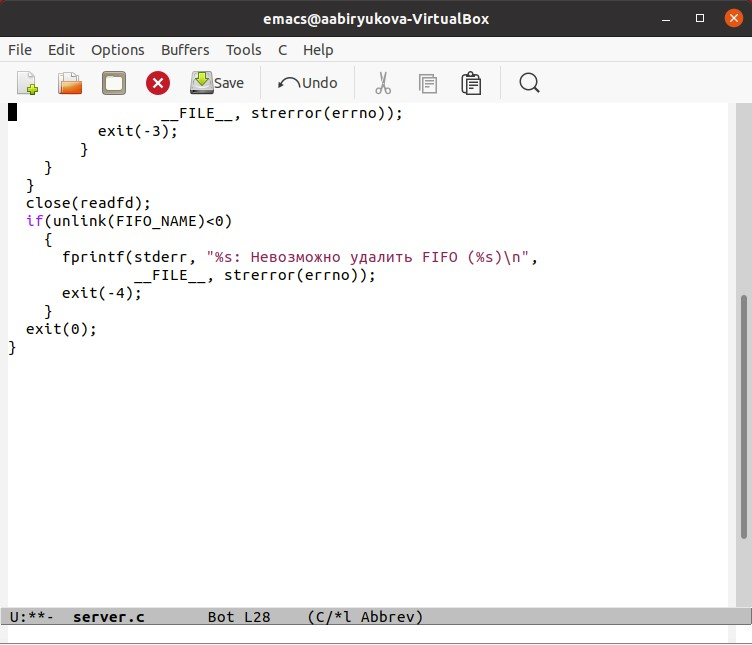 emacs@aabiryukova-VirtualBox
File Edit Options Buffers Tools C Help
Save Undo
__FILE__, strerror(errno));
exit(-3);
}
}
}
close(readfd);
if(unlink(FIFO_NAME)<0)
{
fprintf(stderr, "%s: Невозможно удалить FIFO (%s)\n",
__FILE__, strerror(errno));
exit(-4);
}
exit(0);
}
U:**- server.c Bot L28 (C/*l Abbrev)